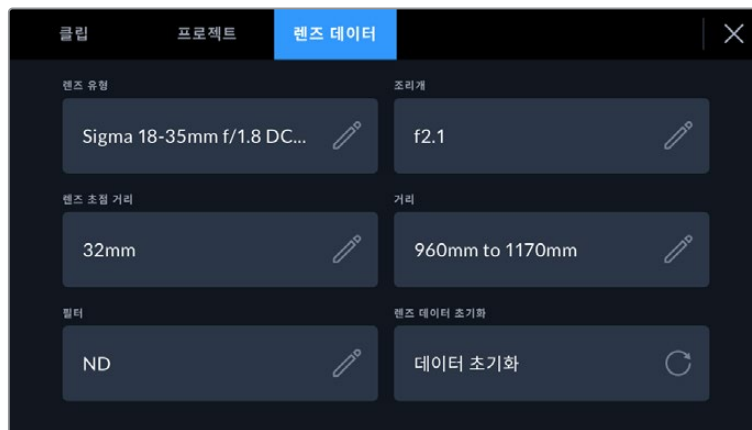 클립 프로젝트 렌즈 데이터
렌즈 유형 조리개
Sigma 18-35mm f/1.8 DC... f2.1
렌즈 초점 거리 거리
32mm 960mm to 1170mm
필터 렌즈 데이터 초기화
ND 데이터 초기화